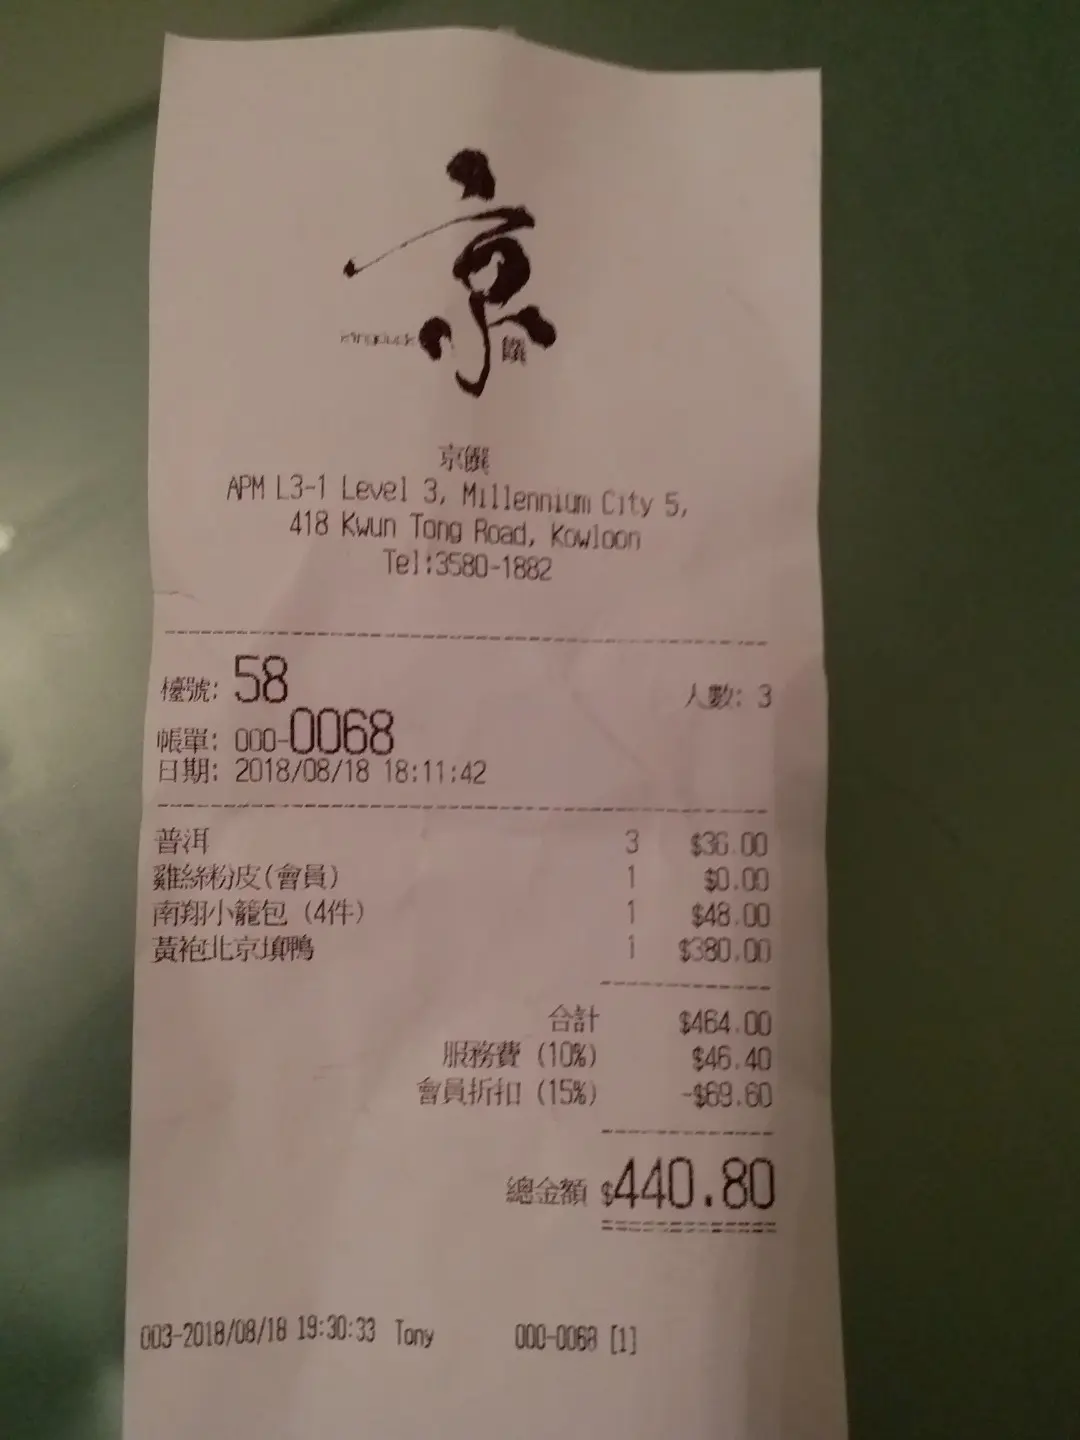 京
饌
京饌
APM L3-1 Level 3, Millennium City 5,
418 Kwun Tong Road, Kowloon
Tel:3580-1882
檯號: 58 人數: 3
帳單: 000-0068
日期: 2018/08/18 18:11:42
普洱 3 $36.00
雞絲粉皮(會員) 1 $0.00
南翔小籠包 (4件) 1 $48.00
黃袍北京填鴨 1 $380.00
合計 $464.00
服務費 (10%) $46.40
會員折扣 (15%) -$69.60
總金額 $440.80
003-2018/08/18 19:30:33 Tony 000-0068 [1]